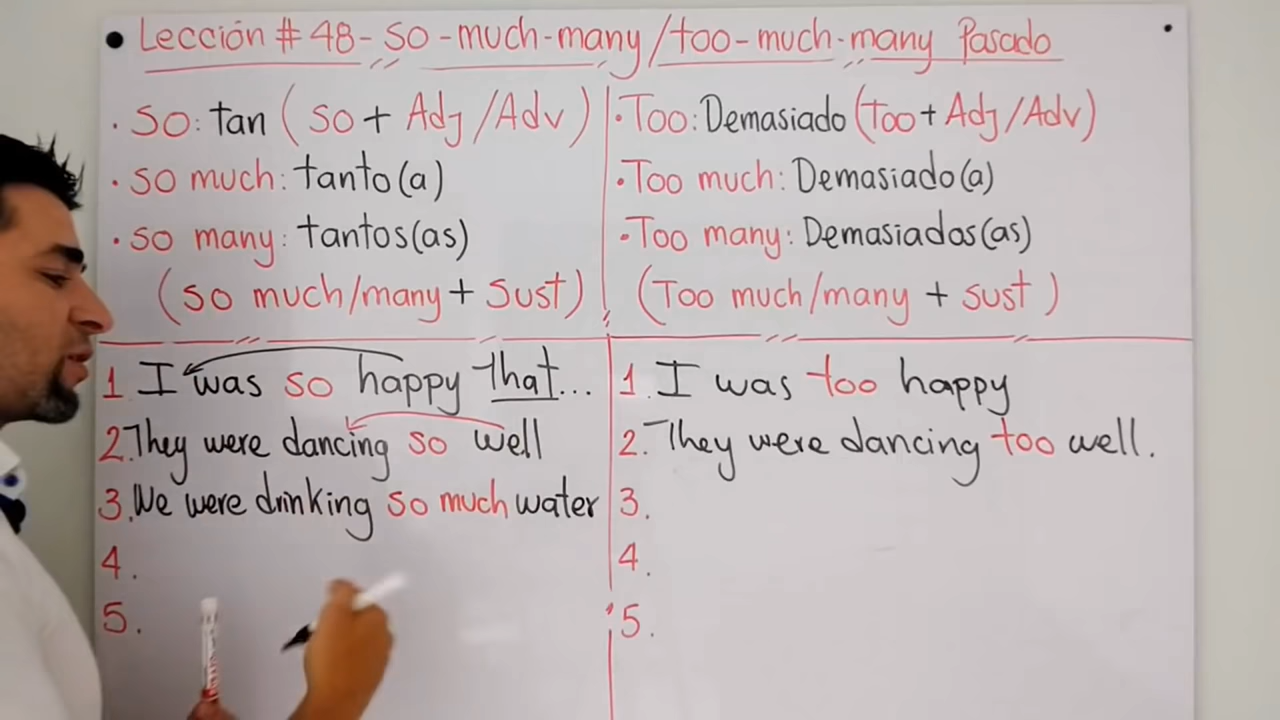 Lección # 48 - so - much - many / too - much - many Pasado
• So: tan (so + Adj / Adv)
• so much: tanto(a)
• so many: tantos(as)
(so much/many + Sust)
• Too: Demasiado (too + Adj / Adv)
• Too much: Demasiado(a)
• Too many: Demasiados(as)
(Too much/many + sust)
1. I was so happy that...
2. They were dancing so well
3. We were drinking so much water
4.
5.
1. I was too happy
2. They were dancing too well.
3.
4.
5.